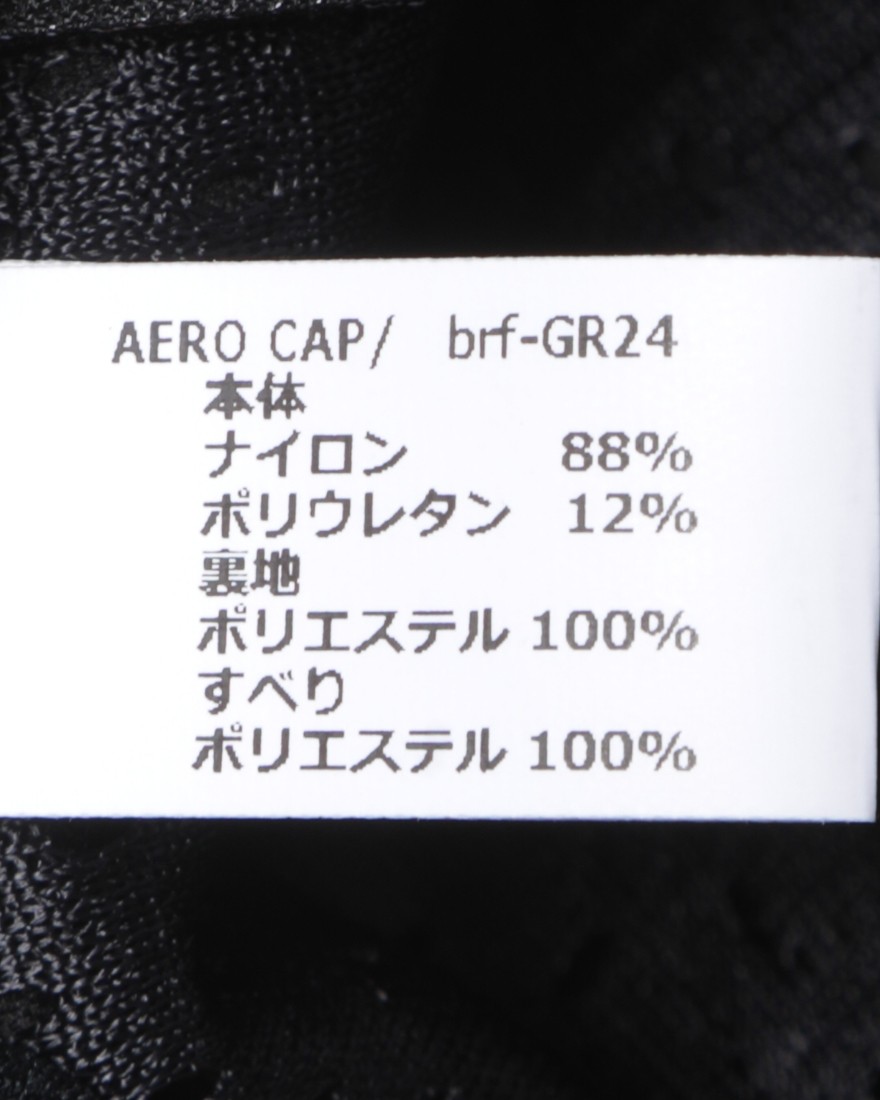 AERO CAP/ brf-GR24
本体
ナイロン 88%
ポリウレタン 12%
裏地
ポリエステル 100%
すべり
ポリエステル 100%